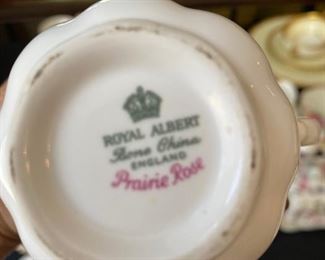 ROYAL ALBERT
Bone China
ENGLAND
Prairie Rose